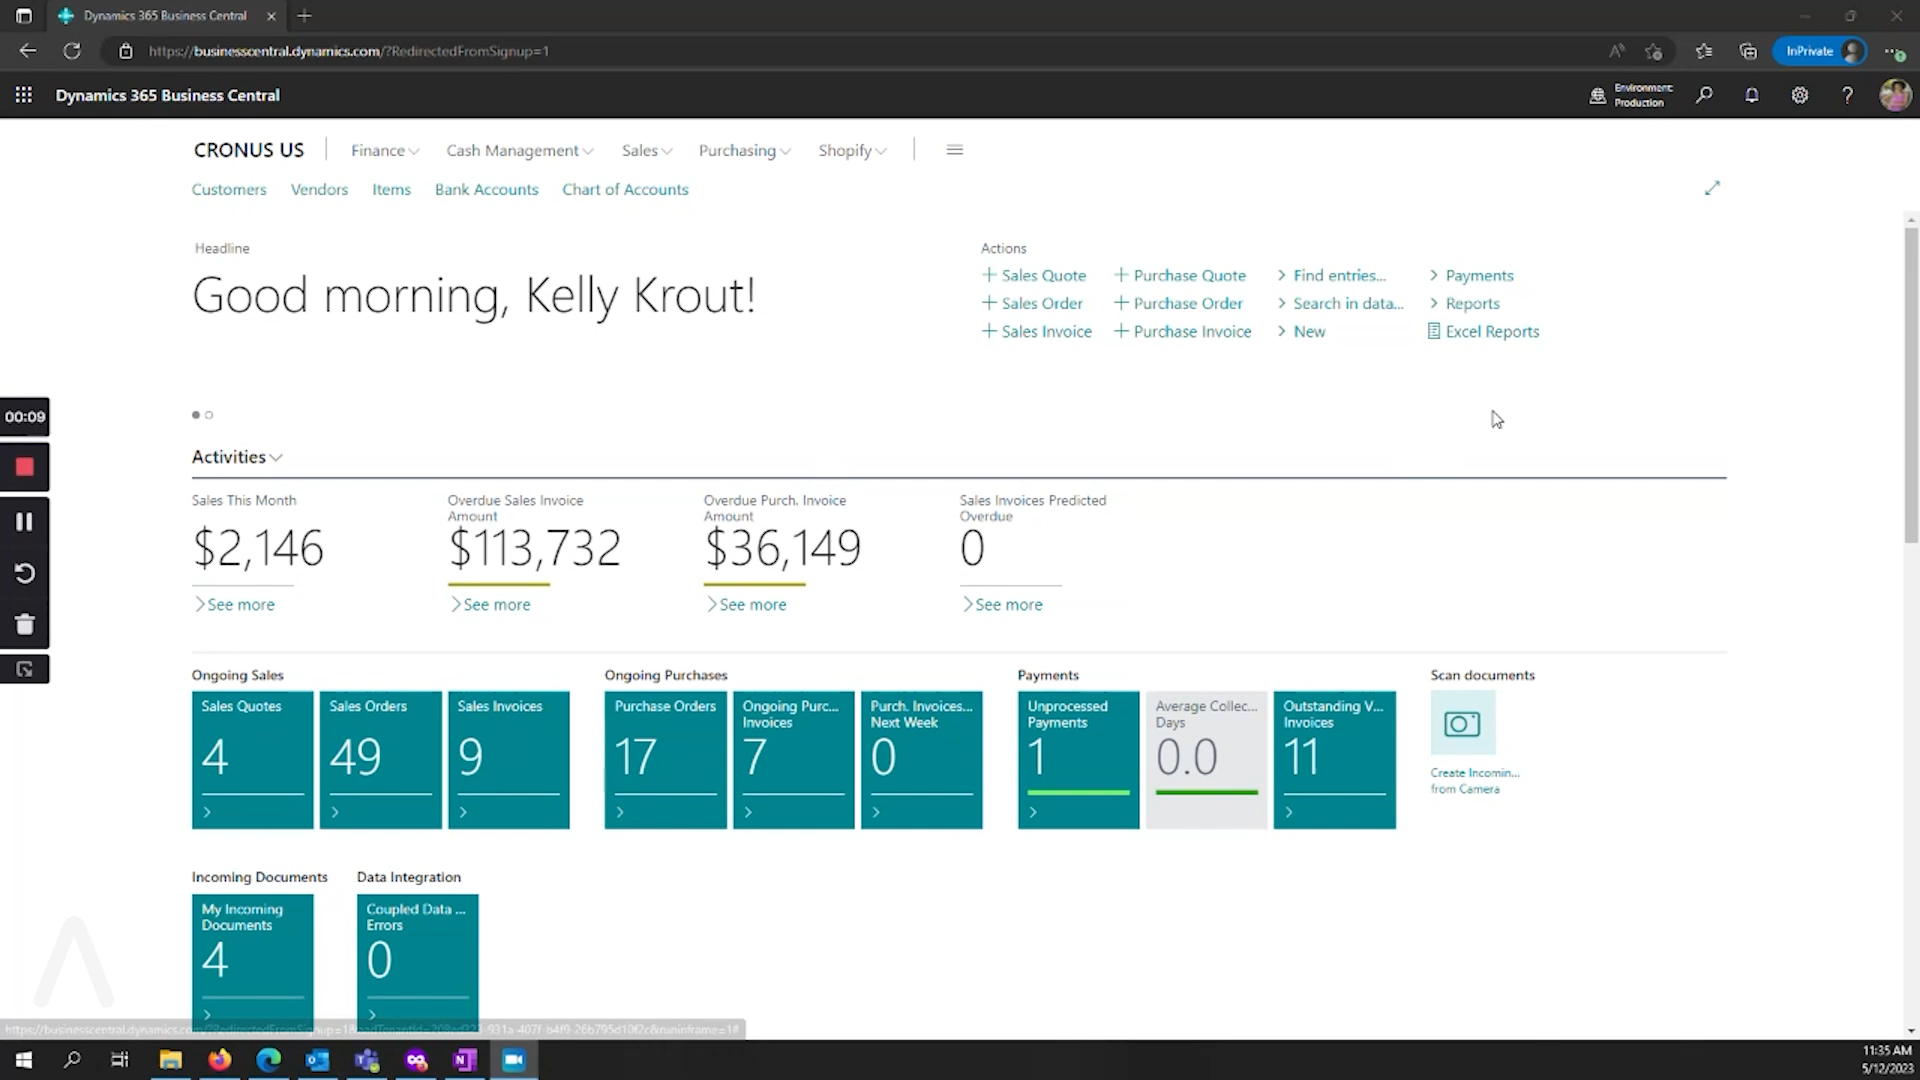 Dynamics 365 Business Central
https://businesscentral.dynamics.com/?RedirectedFromSignup=1
InPrivate
Dynamics 365 Business Central
Environment:
Production
CRONUS US
Finance
Cash Management
Sales
Purchasing
Shopify
Customers
Vendors
Items
Bank Accounts
Chart of Accounts
Headline
Good morning, Kelly Krout!
Actions
Sales Quote
Purchase Quote
Find entries...
Payments
Sales Order
Purchase Order
Search in data...
Reports
Sales Invoice
Purchase Invoice
New
Excel Reports
00:09
Activities
Sales This Month
$2,146
See more
Overdue Sales Invoice
Amount
$113,732
See more
Overdue Purch. Invoice
Amount
$36,149
See more
Sales Invoices Predicted
Overdue
0
See more
Ongoing Sales
Sales Quotes
4
Sales Orders
49
Sales Invoices
9
Ongoing Purchases
Purchase Orders
17
Ongoing Purc...
Invoices
7
Purch. Invoices...
Next Week
0
Payments
Unprocessed
Payments
1
Average Collec...
Days
0.0
Outstanding V...
Invoices
11
Scan documents
Create Incomin...
from Camera
Incoming Documents
My Incoming
Documents
4
Data Integration
Coupled Data ...
Errors
0
11:35 AM
5/12/2023